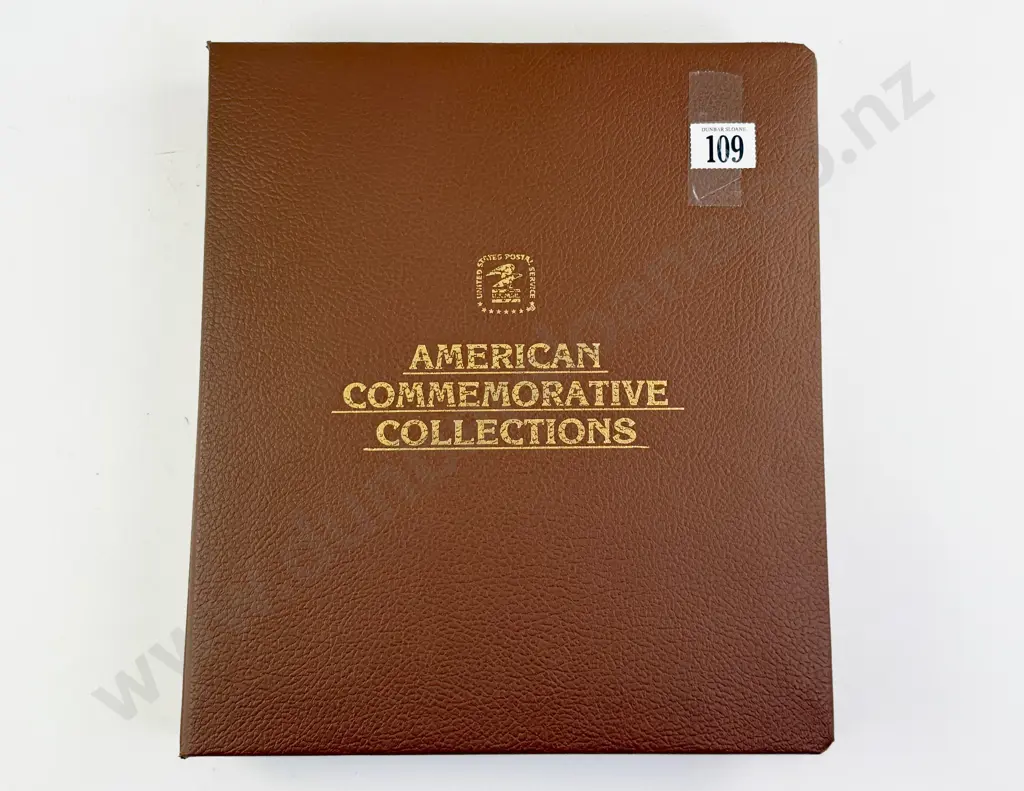 DUNBAR SLOANE
109
UNITED STATES POSTAL SERVICE
AMERICAN
COMMEMORATIVE
COLLECTIONS